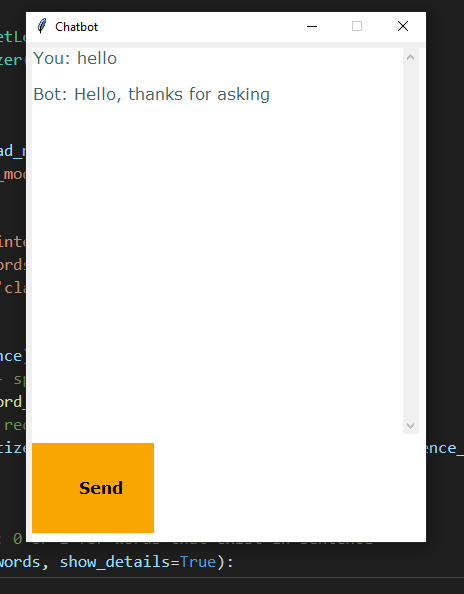 Chatbot
etLe
zer
You: hello
Bot: Hello, thanks for asking
ad_m
_mod
inte
ords
'cla
nce)
- sp
ord_
rec
tize
ence_
Send
: 0 or 1 for words that exist in sentence
words, show_details=True):